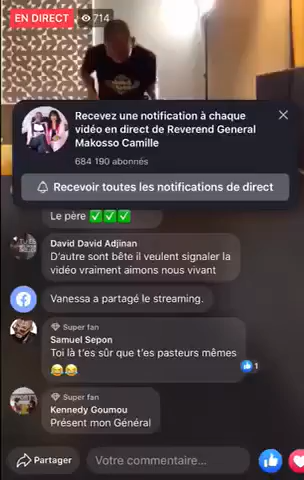 EN DIRECT 714
Recevez une notification à chaque
vidéo en direct de Reverend General
Makosso Camille
684 190 abonnés
Recevoir toutes les notifications de direct
Le père ✅✅✅
David David Adjinan
D'autre sont bête il veulent signaler la
vidéo vraiment aimons nous vivant
Vanessa a partagé le streaming.
Super fan
Samuel Sepon
Toi là t'es sûr que t'es pasteurs mêmes
😂😂
1
Super fan
Kennedy Goumou
Présent mon Général
Partager
Votre commentaire...